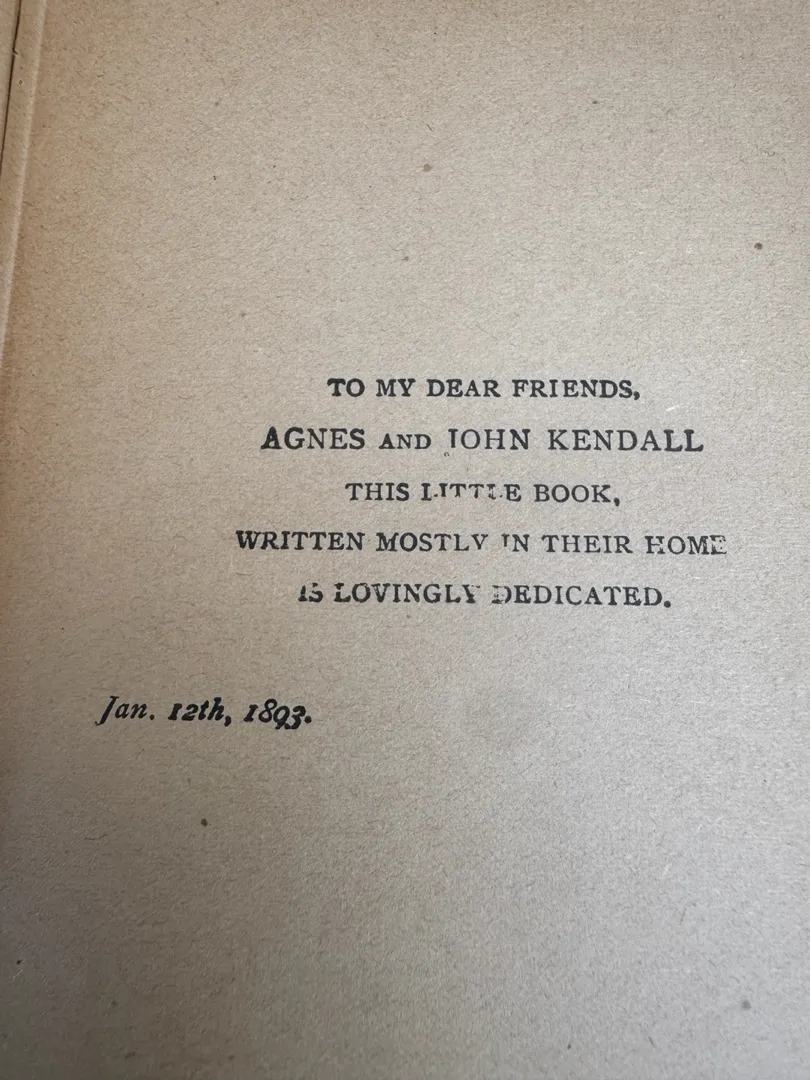 TO MY DEAR FRIENDS,
AGNES AND JOHN KENDALL
THIS LITTLE BOOK,
WRITTEN MOSTLY IN THEIR HOME
IS LOVINGLY DEDICATED.
Jan. 12th, 1893.